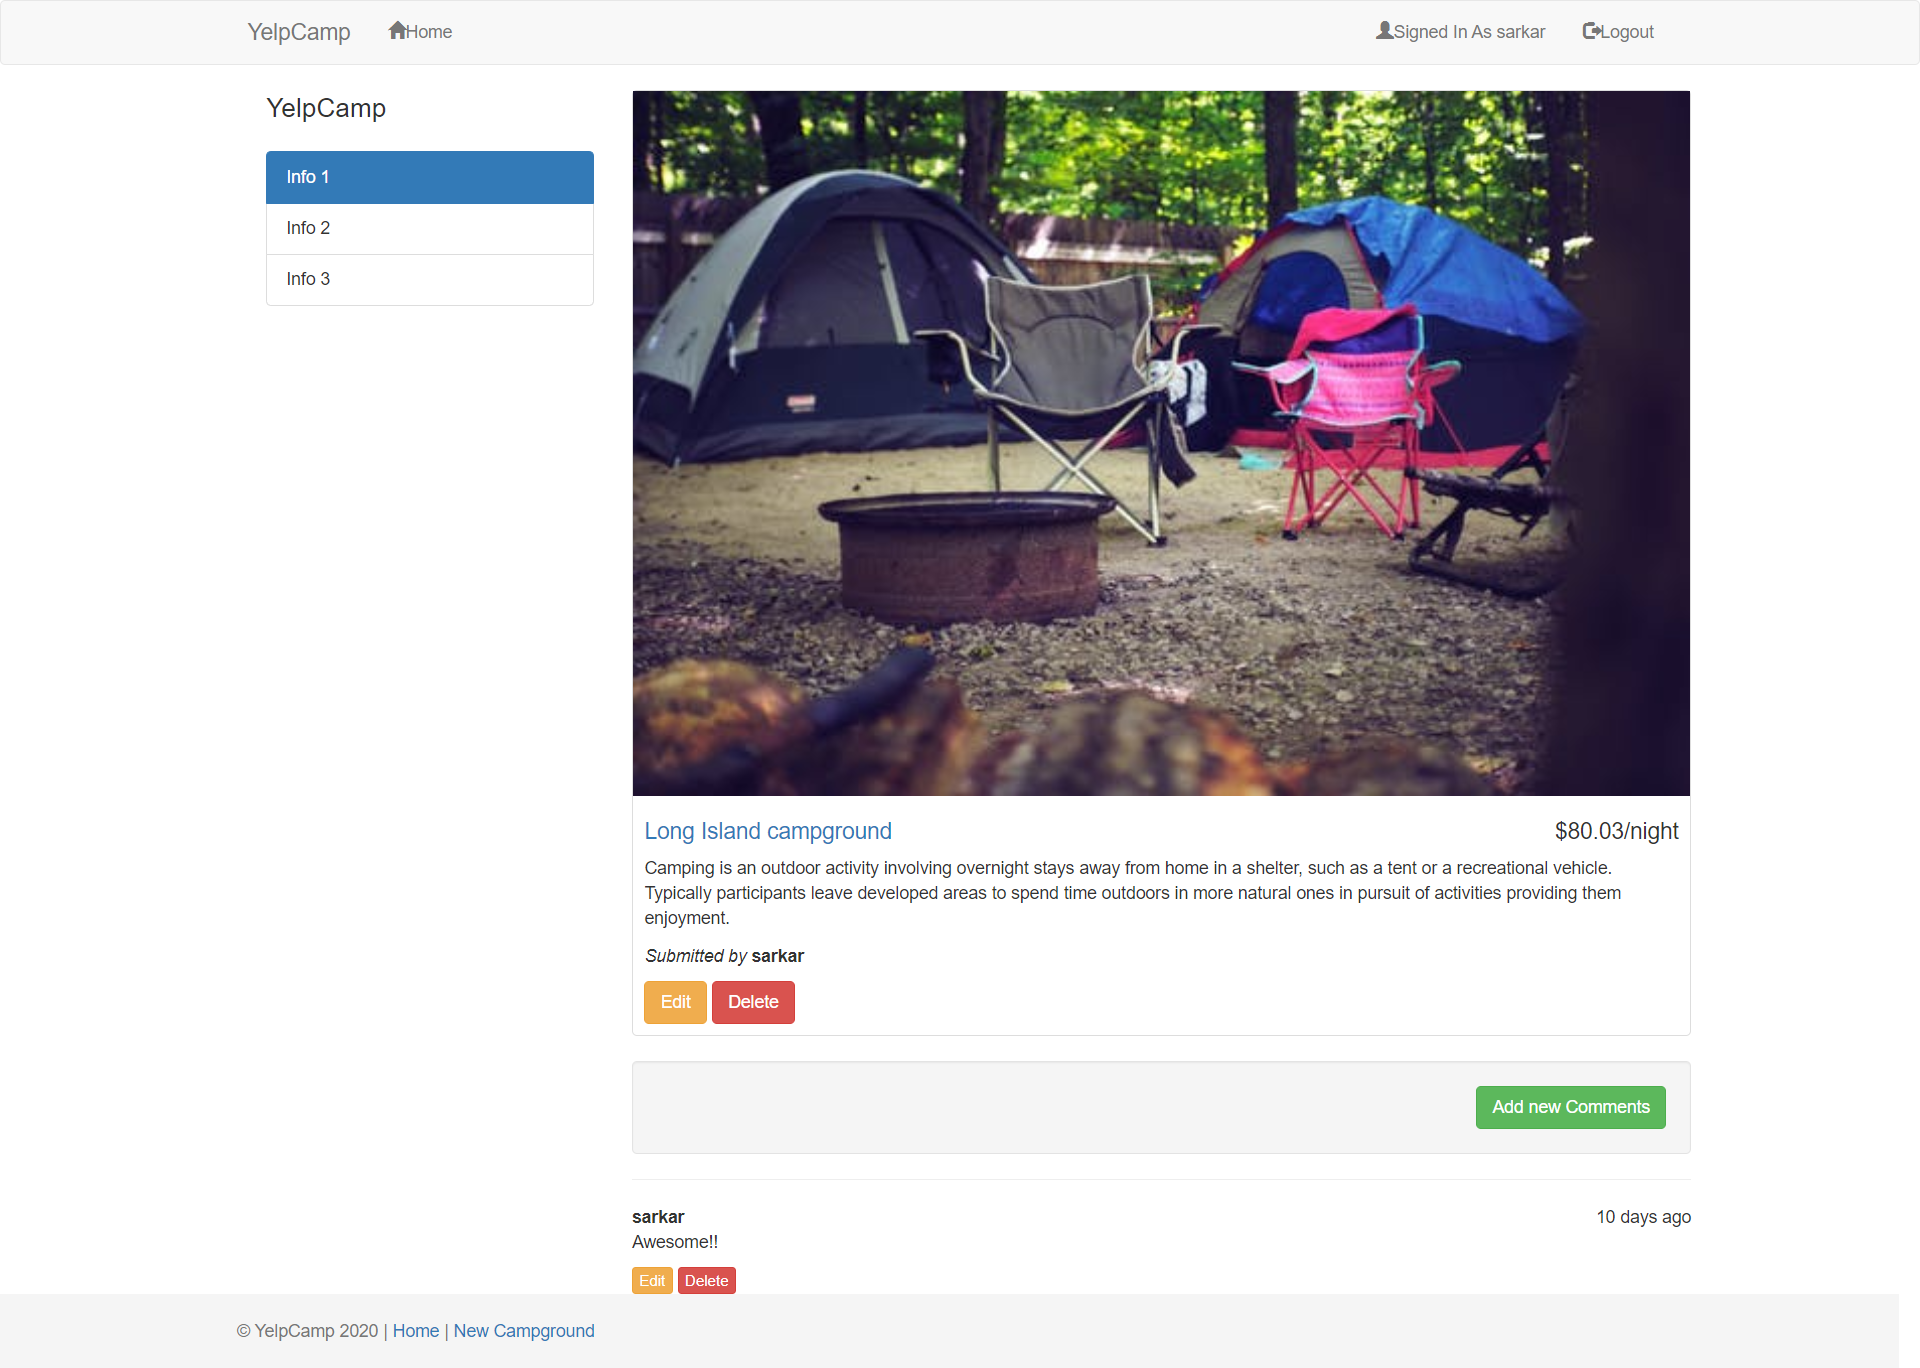 YelpCamp
Home
Signed In As sarkar
Logout
YelpCamp
Info 1
Info 2
Info 3
Long Island campground
$80.03/night
Camping is an outdoor activity involving overnight stays away from home in a shelter, such as a tent or a recreational vehicle.
Typically participants leave developed areas to spend time outdoors in more natural ones in pursuit of activities providing them
enjoyment.
Submitted by sarkar
Edit
Delete
Add new Comments
sarkar
10 days ago
Awesome!!
Edit
Delete
© YelpCamp 2020 | Home | New Campground